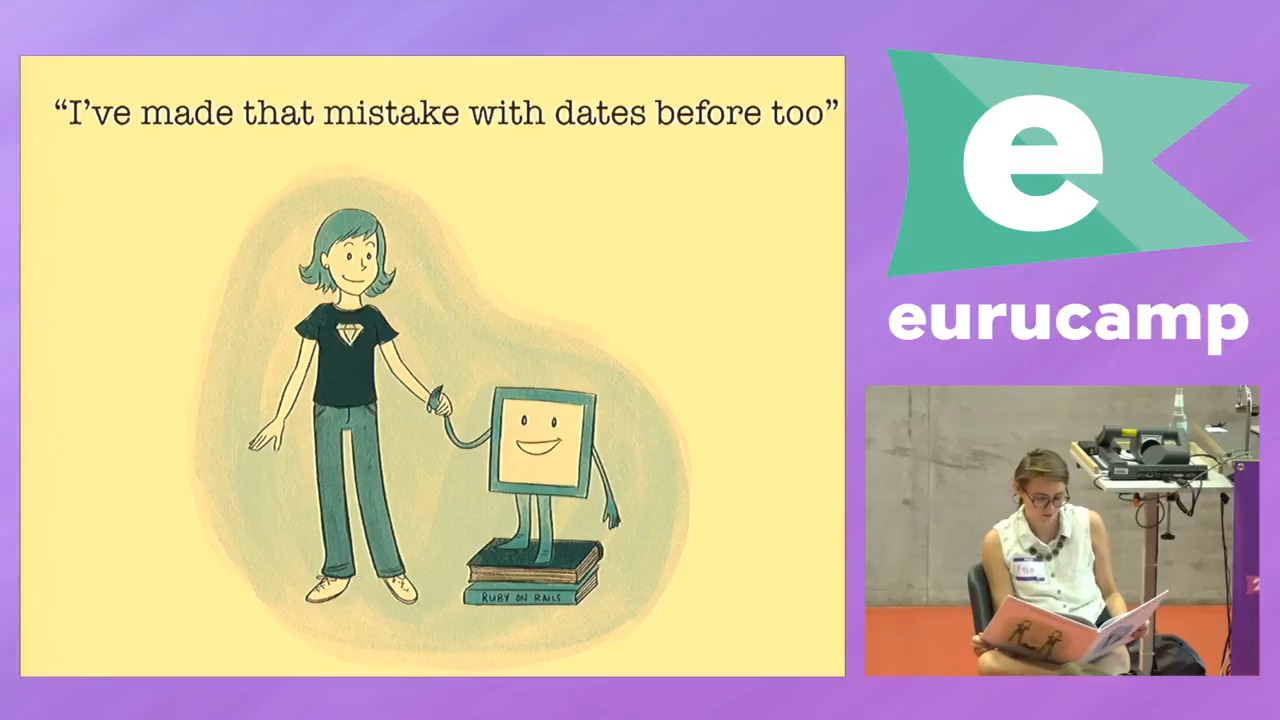 “I’ve made that mistake with dates before too”
RUBY ON RAILS
e
eurucamp